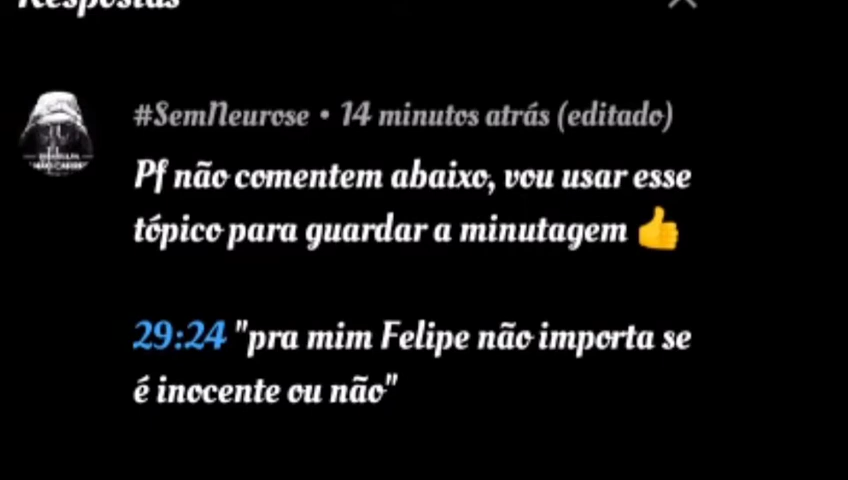 Respostas
#SemNeurose • 14 minutos atrás (editado)
Pf não comentem abaixo, vou usar esse
tópico para guardar a minutagem 👍
29:24 "pra mim Felipe não importa se
é inocente ou não"